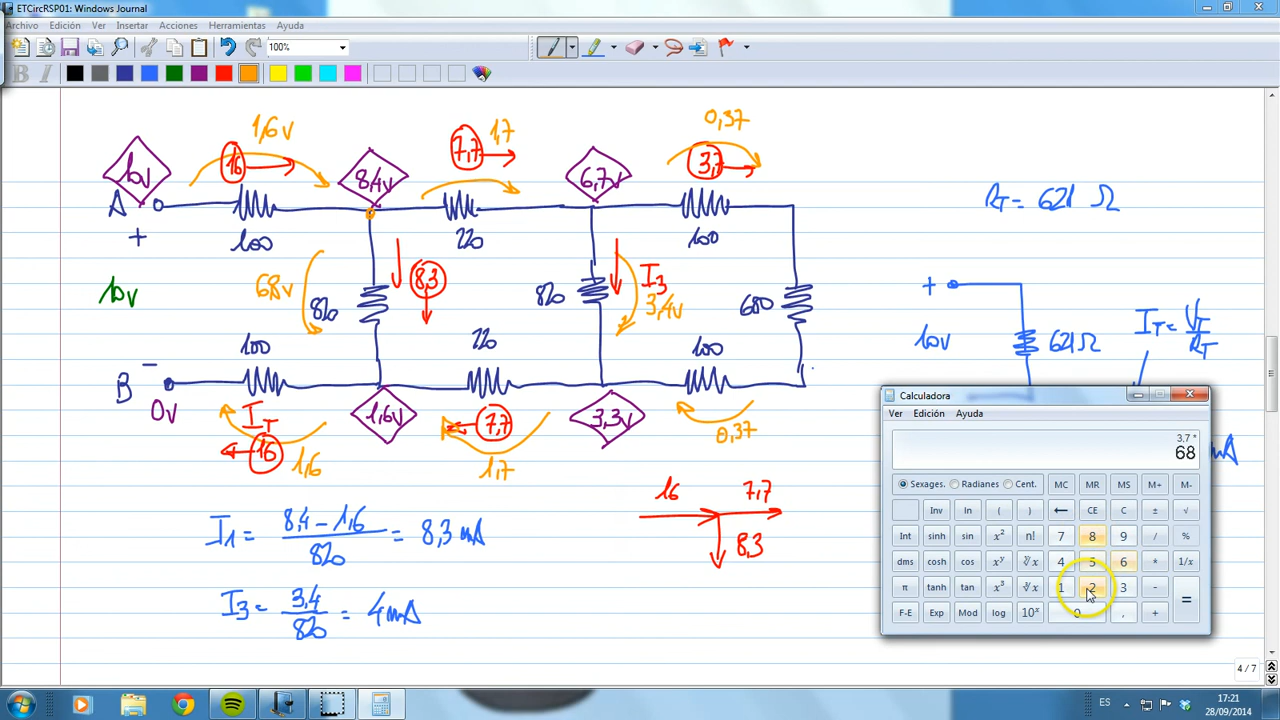 ETCircRSP01: Windows Journal
Archivo Edición Ver Insertar Acciones Herramientas Ayuda
100%
B I
1,6v 16 7,7 1,7 0,37 3,7
10v 8,4v 6,7v
A + 100 220 100
RT = 621 Ω
10v 68v 820 8,3 820 I3 3,4v 680
+ 10v 621Ω IT = VT/RT
100 220 100
B − 0v IT 16 1,6 1,6v 7,7 1,7 3,3v 0,37
I1 = 8,4 - 1,6 / 820 = 8,3 mA
16 7,7 8,3
I3 = 3,4 / 820 = 4mA
mA
Calculadora
Ver Edición Ayuda
3.7 *
68
Sexages. Radianes Cent. MC MR MS M+ M-
Inv ln ( ) ← CE C ± √
Int sinh sin x² n! 7 8 9 / %
dms cosh cos xʸ ʸ√x 4 5 6 * 1/x
π tanh tan x³ ³√x 1 2 3 - =
F-E Exp Mod log 10ˣ 0 , +
4 / 7
ES 17:21
28/09/2014